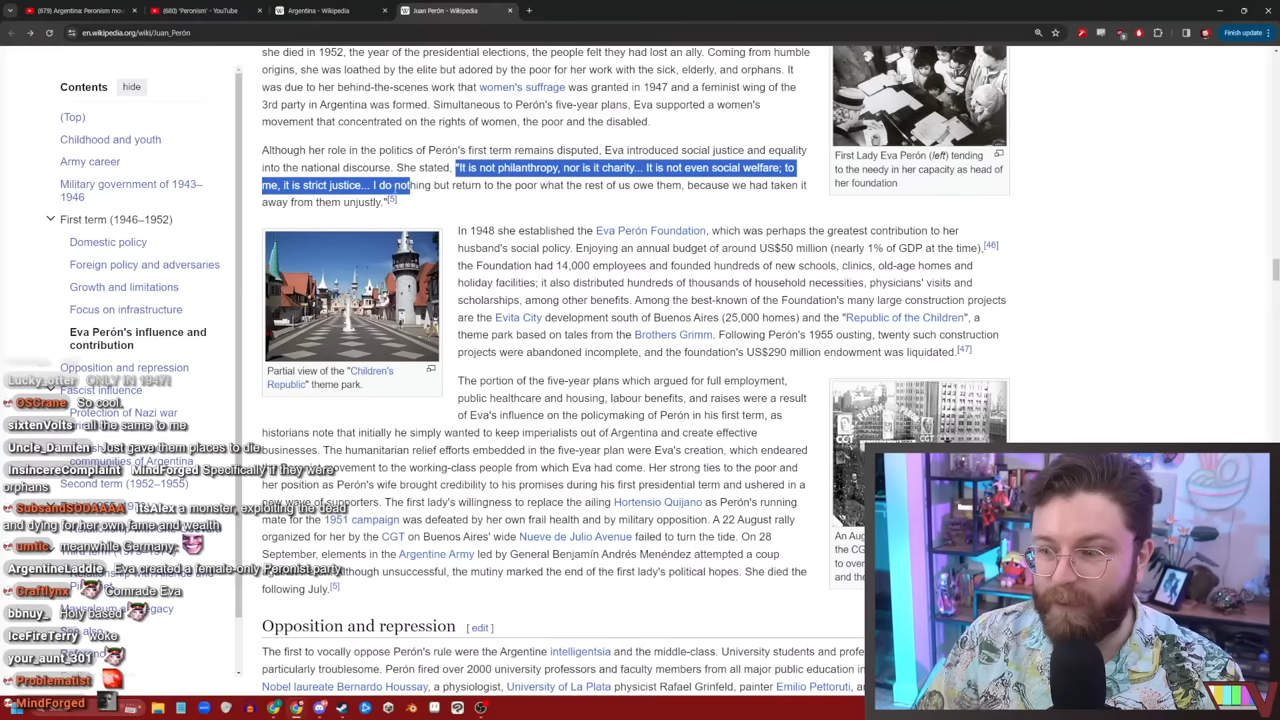 (679) Argentina: Peronism mov
(680) 'Peronism' - YouTube
Argentina - Wikipedia
Juan Perón - Wikipedia
en.wikipedia.org/wiki/Juan_Perón
Finish update
Contents
hide
(Top)
Childhood and youth
Army career
Military government of 1943–
1946
First term (1946–1952)
Domestic policy
Foreign policy and adversaries
Growth and limitations
Focus on infrastructure
Eva Perón's influence and
contribution
Opposition and repression
Fascist influence
Protection of Nazi war
communities of Argentina
Second term (1952–1955)
she died in 1952, the year of the presidential elections, the people felt they had lost an ally. Coming from humble
origins, she was loathed by the elite but adored by the poor for her work with the sick, elderly, and orphans. It
was due to her behind-the-scenes work that women's suffrage was granted in 1947 and a feminist wing of the
3rd party in Argentina was formed. Simultaneous to Perón's five-year plans, Eva supported a women's
movement that concentrated on the rights of women, the poor and the disabled.
Although her role in the politics of Perón's first term remains disputed, Eva introduced social justice and equality
into the national discourse. She stated, "It is not philanthropy, nor is it charity... It is not even social welfare; to
me, it is strict justice... I do nothing but return to the poor what the rest of us owe them, because we had taken it
away from them unjustly."[5]
First Lady Eva Perón (left) tending
to the needy in her capacity as head of
her foundation
In 1948 she established the Eva Perón Foundation, which was perhaps the greatest contribution to her
husband's social policy. Enjoying an annual budget of around US$50 million (nearly 1% of GDP at the time),[46]
the Foundation had 14,000 employees and founded hundreds of new schools, clinics, old-age homes and
holiday facilities; it also distributed hundreds of thousands of household necessities, physicians' visits and
scholarships, among other benefits. Among the best-known of the Foundation's many large construction projects
are the Evita City development south of Buenos Aires (25,000 homes) and the "Republic of the Children", a
theme park based on tales from the Brothers Grimm. Following Perón's 1955 ousting, twenty such construction
projects were abandoned incomplete, and the foundation's US$290 million endowment was liquidated.[47]
Partial view of the "Children's
Republic" theme park.
The portion of the five-year plans which argued for full employment,
public healthcare and housing, labour benefits, and raises were a result
of Eva's influence on the policymaking of Perón in his first term, as
historians note that initially he simply wanted to keep imperialists out of Argentina and create effective
businesses. The humanitarian relief efforts embedded in the five-year plan were Eva's creation, which endeared
movement to the working-class people from which Eva had come. Her strong ties to the poor and
her position as Perón's wife brought credibility to his promises during his first presidential term and ushered in a
new wave of supporters. The first lady's willingness to replace the ailing Hortensio Quijano as Perón's running
mate for the 1951 campaign was defeated by her own frail health and by military opposition. A 22 August rally
organized for her by the CGT on Buenos Aires' wide Nueve de Julio Avenue failed to turn the tide. On 28
September, elements in the Argentine Army led by General Benjamín Andrés Menéndez attempted a coup
although unsuccessful, the mutiny marked the end of the first lady's political hopes. She died the
following July.[5]
PERON
CGT
An Aug
the CG
to over
and the
Opposition and repression [ edit ]
The first to vocally oppose Perón's rule were the Argentine intelligentsia and the middle-class. University students and profe
particularly troublesome. Perón fired over 2000 university professors and faculty members from all major public education in
Nobel laureate Bernardo Houssay, a physiologist, University of La Plata physicist Rafael Grinfeld, painter Emilio Pettoruti, a
Lucky_otter ONLY IN 1947!
OSCrane So cool.
sixtenVolts all the same to me
Uncle_Damien Just gave them places to die
InsincereComplaint MindForged Specifically if they were
orphans
SubsandSODAAAA ItsAlex a monster, exploiting the dead
and dying for her own fame and wealth
umtic meanwhile Germany:
ArgentineLaddie Eva created a female-only Peronist party
Craftlynx Comrade Eva
bbnuy_ Holy based
IceFireTerry woke
your_aunt_301
Problematist
MindForged